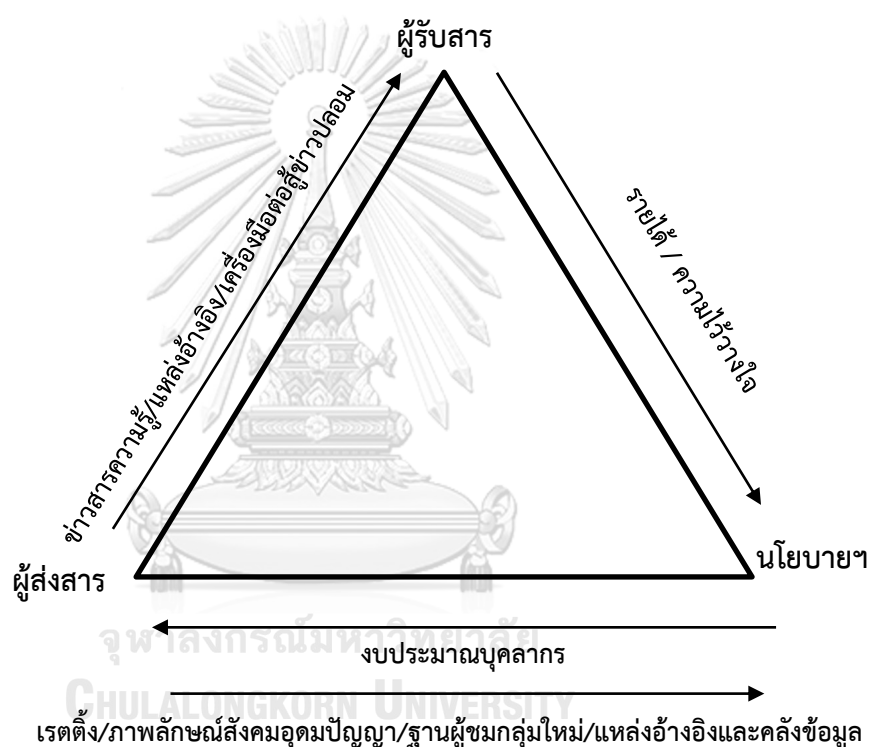 ผู้รับสาร
ข่าวสารความรู้/แหล่งอ้างอิง/เครื่องมือต่อสู้ข่าวปลอม
รายได้ / ความไว้วางใจ
ผู้ส่งสาร
นโยบายฯ
จุฬาลงกรณ์มหาวิทยาลัย
งบประมาณบุคลากร
CHULALONGKORN UNIVERSITY
เรตติ้ง/ภาพลักษณ์สังคมอุดมปัญญา/ฐานผู้ชมกลุ่มใหม่/แหล่งอ้างอิงและคลังข้อมูล